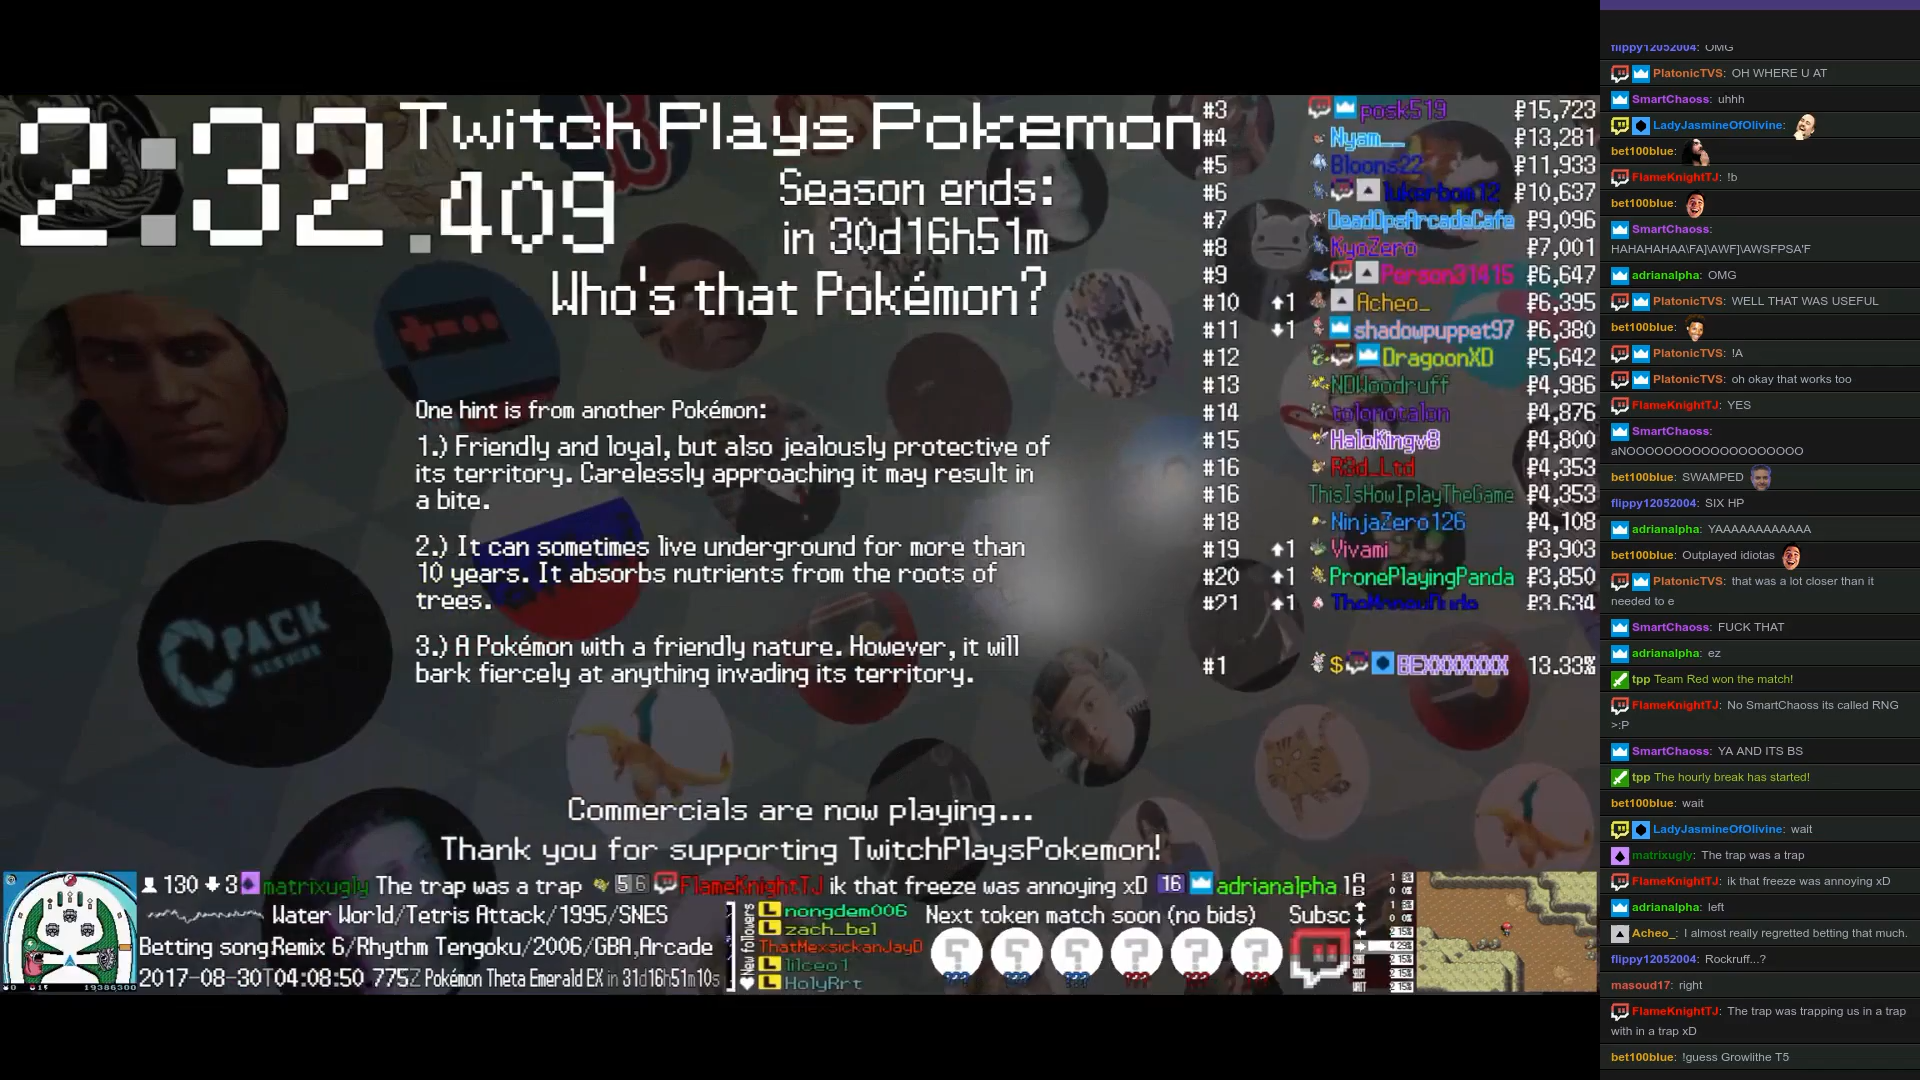 2:32.409
Twitch Plays Pokemon
Season ends:
in 30d16h51m
Who's that Pokémon?
One hint is from another Pokémon:
1.) Friendly and loyal, but also jealously protective of
its territory. Carelessly approaching it may result in
a bite.
2.) It can sometimes live underground for more than
10 years. It absorbs nutrients from the roots of
trees.
3.) A Pokémon with a friendly nature. However, it will
bark fiercely at anything invading its territory.
Commercials are now playing...
Thank you for supporting TwitchPlaysPokemon!
PACK
#3 posk519 ₽15,723
#4 Nyam__ ₽13,281
#5 Bloons22 ₽11,933
#6 lukerbom12 ₽10,637
#7 DeadOpsArcadeCafe ₽9,096
#8 KyoZero ₽7,001
#9 Person31415 ₽6,647
#10 1 Acheo_ ₽6,395
#11 1 shadowpuppet97 ₽6,380
#12 DragoonXD ₽5,642
#13 NDWoodruff ₽4,986
#14 tolonotalon ₽4,876
#15 HaloKingv8 ₽4,800
#16 R3d_Ltd ₽4,353
#16 ThisIsHowIplayTheGame ₽4,353
#18 NinjaZero126 ₽4,108
#19 1 Vivami ₽3,903
#20 1 PronePlayingPanda ₽3,850
#21 1 TheMoneyDude ₽3,634
#1 $ BEXXXXXXX 13.33%
130 3 matrixugly The trap was a trap 56 FlameKnightTJ ik that freeze was annoying xD 16 adrianalpha l
Water World/Tetris Attack/1995/SNES
Betting song Remix 6/Rhythm Tengoku/2006/GBA,Arcade
2017-08-30T04:08:50.775Z Pokémon Theta Emerald EX in 31d16h51m10s
19386300
New followers
nongdem006
zach_bel
ThatMexsickanJayD
lilceo1
HolyRrt
Next token match soon (no bids) Subsc
? ? ? ? ? ?
??? ??? ??? ??? ??? ???
flippy12052004: OMG
PlatonicTVS: OH WHERE U AT
SmartChaoss: uhhh
LadyJasmineOfOlivine:
bet100blue:
FlameKnightTJ: !b
bet100blue:
SmartChaoss:
HAHAHAHAA\FA]\AWF]\AWSFPSA'F
adrianalpha: OMG
PlatonicTVS: WELL THAT WAS USEFUL
bet100blue:
PlatonicTVS: !A
PlatonicTVS: oh okay that works too
FlameKnightTJ: YES
SmartChaoss:
aNOOOOOOOOOOOOOOOOOOO
bet100blue: SWAMPED
flippy12052004: SIX HP
adrianalpha: YAAAAAAAAAAAA
bet100blue: Outplayed idiotas
PlatonicTVS: that was a lot closer than it
needed to e
SmartChaoss: FUCK THAT
adrianalpha: ez
tpp Team Red won the match!
FlameKnightTJ: No SmartChaoss its called RNG
>:P
SmartChaoss: YA AND ITS BS
tpp The hourly break has started!
bet100blue: wait
LadyJasmineOfOlivine: wait
matrixugly: The trap was a trap
FlameKnightTJ: ik that freeze was annoying xD
adrianalpha: left
Acheo_: I almost really regretted betting that much.
flippy12052004: Rockruff...?
masoud17: right
FlameKnightTJ: The trap was trapping us in a trap
with in a trap xD
bet100blue: !guess Growlithe T5